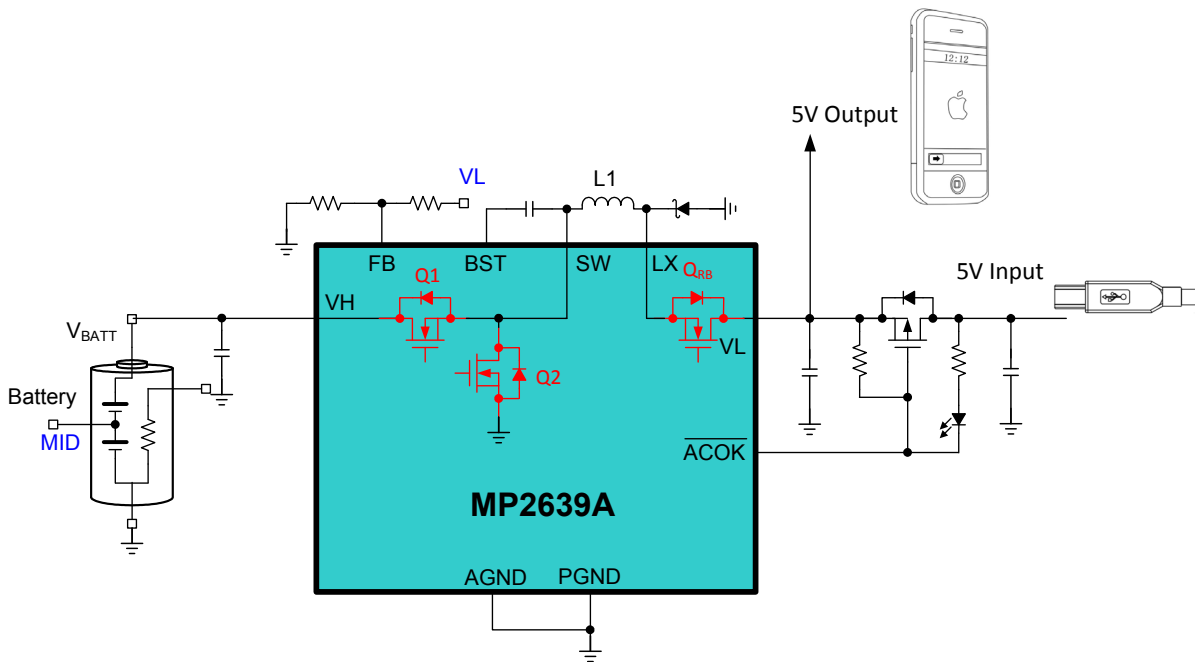 12:12
5V Output
VL
L1
5V Input
FB
BST
SW
LX
Q1
QRB
VH
VBATT
VL
Q2
Battery
MID
ACOK
MP2639A
AGND
PGND